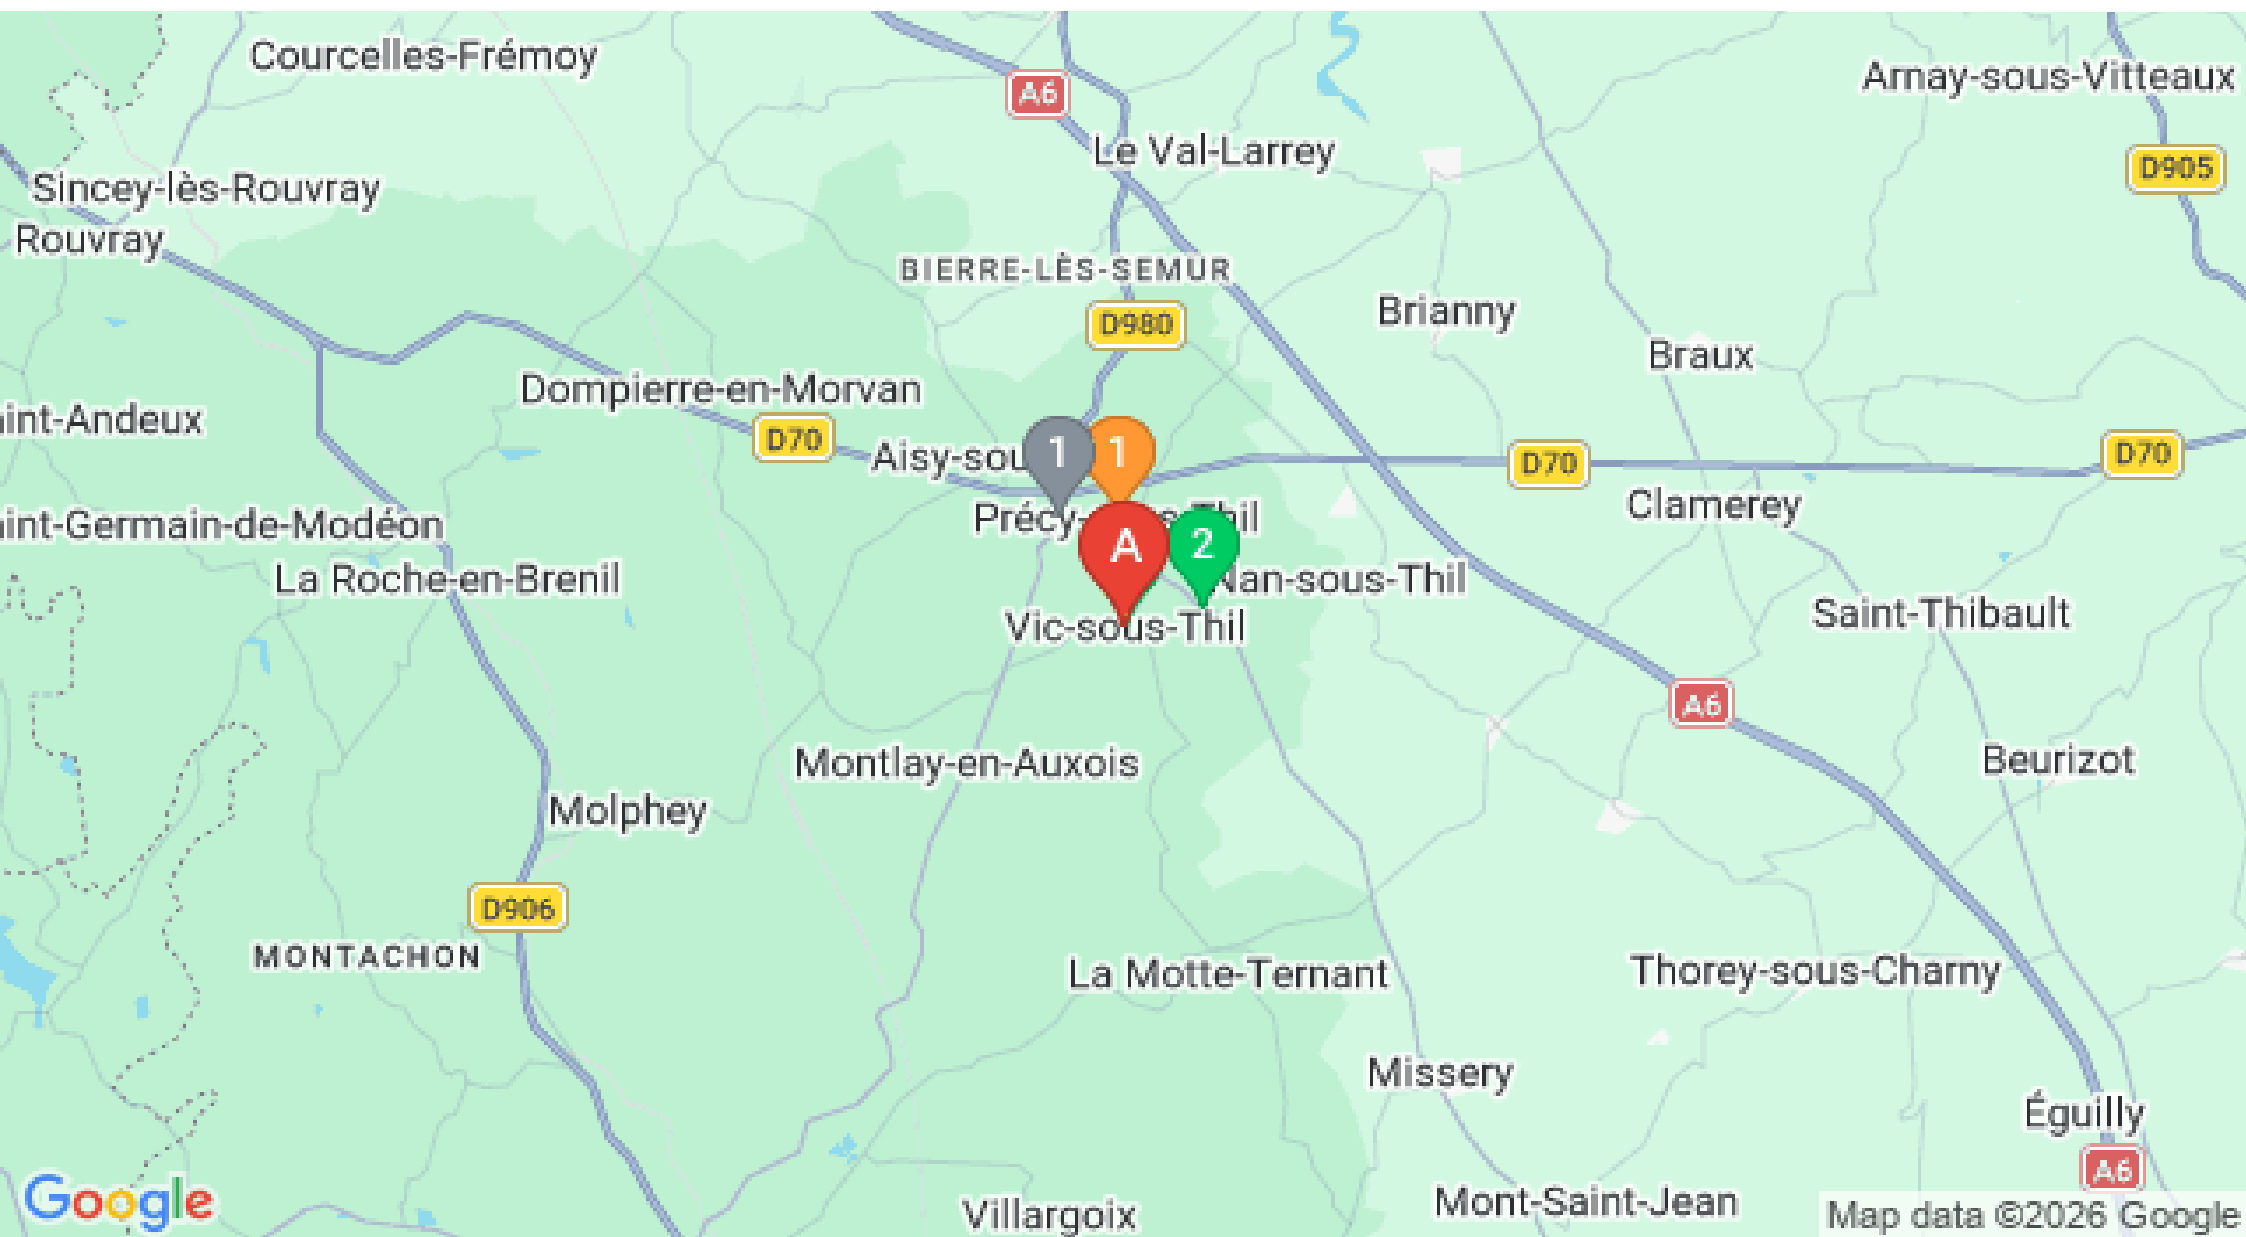 Courcelles-Frémoy
A6
Arnay-sous-Vitteaux
Le Val-Larrey
D905
Sincey-lès-Rouvray
Rouvray
BIERRE-LÈS-SEMUR
Brianny
D980
Braux
Dompierre-en-Morvan
int-Andeux
D70
Aisy-sou
1
1
D70
D70
Clamerey
int-Germain-de-Modéon
A
2
La Roche-en-Brenil
Nan-sous-Thil
Saint-Thibault
Vic-sous-Thil
A6
Montlay-en-Auxois
Beurizot
Molphey
D906
MONTACHON
La Motte-Ternant
Thorey-sous-Charny
Missery
Éguilly
A6
Google
Villargoix
Mont-Saint-Jean
Map data ©2026 Google